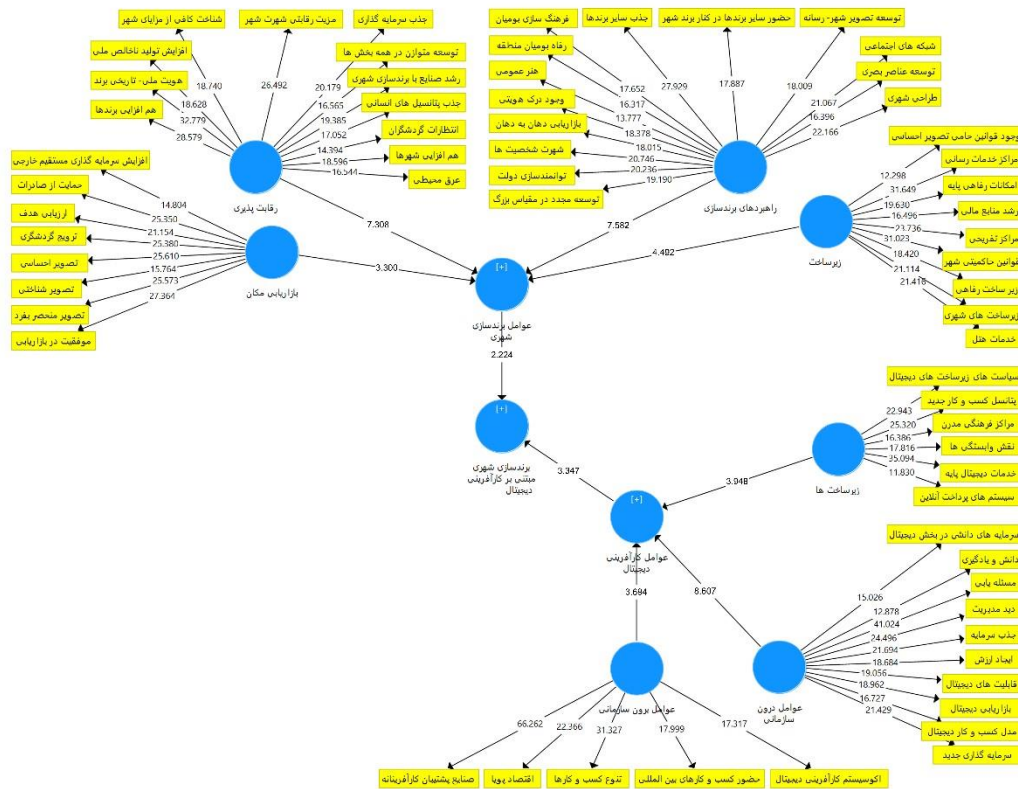 شناخت کافی از مزایای شهر
مزیت رقابتی شهرت شهر
جذب سرمایه گذاری
افزایش تولید ناخالص ملی
هویت ملی- تاریخی برند
هم افزایی برندها
توسعه متوازن در همه بخش ها
رشد صنایع با برندسازی شهری
جذب پتانسیل های انسانی
انتظارات گردشگران
هم افزایی شهرها
عرق محیطی
18.740
26.492
20.179
18.628
32.779
28.579
16.565
19.385
17.052
14.394
18.596
16.544
رقابت پذیری
7.308
افزایش سرمایه گذاری مستقیم خارجی
حمایت از صادرات
ارزیابی هدف
ترویج گردشگری
تصویر احساسی
تصویر شناختی
تصویر منحصر بفرد
موفقیت در بازاریابی
14.804
25.350
21.154
25.380
25.610
15.764
25.573
27.364
بازاریابی مکان
3.300
فرهنگ سازی بومیان
جذب سایر برندها
حضور سایر برندها در کنار برند شهر
توسعه تصویر شهر- رسانه
رفاه بومیان منطقه
هنر عمومی
وجود درک هویتی
بازاریابی دهان به دهان
شهرت شخصیت ها
توانمندسازی دولت
توسعه مجدد در مقیاس بزرگ
شبکه های اجتماعی
توسعه عناصر بصری
طراحی شهری
17.652
27.929
17.887
18.009
16.317
13.777
18.378
18.015
20.746
20.236
19.190
21.067
16.396
22.166
راهبردهای برندسازی
7.582
وجود قوانین حامی تصویر احساسی
مراکز خدمات رسانی
امکانات رفاهی پایه
رشد منابع مالی
مراکز تفریحی
قوانین حاکمیتی شهر
زیر ساخت رفاهی
زیرساخت های شهری
خدمات هتل
12.298
31.649
19.630
16.496
23.736
31.023
18.420
21.114
21.416
زیرساخت
4.492
[+]
عوامل برندسازی
شهری
2.224
[+]
برندسازی شهری
مبتنی بر کارآفرینی
دیجیتال
3.347
سیاست های زیرساخت های دیجیتال
پتانسل کسب و کار جدید
مراکز فرهنگی مدرن
نقش وابستگی ها
خدمات دیجیتال پایه
سیستم های پرداخت آنلاین
22.943
25.320
16.386
17.816
35.094
11.830
زیرساخت ها
3.948
[+]
عوامل کارآفرینی
دیجیتال
3.694
8.607
سرمایه های دانشی در بخش دیجیتال
دانش و یادگیری
مسئله یابی
دید مدیریت
جذب سرمایه
ایجاد ارزش
قابلیت های دیجیتال
بازاریابی دیجیتال
مدل کسب و کار دیجیتال
سرمایه گذاری جدید
15.026
12.878
41.024
24.496
21.694
18.684
19.056
18.962
16.727
21.429
عوامل درون
سازمانی
عوامل برون سازمانی
66.262
22.366
31.327
17.999
17.317
صنایع پشتیبان کارآفرینانه
اقتصاد پویا
تنوع کسب و کارها
حضور کسب و کارهای بین المللی
اکوسیستم کارآفرینی دیجیتال